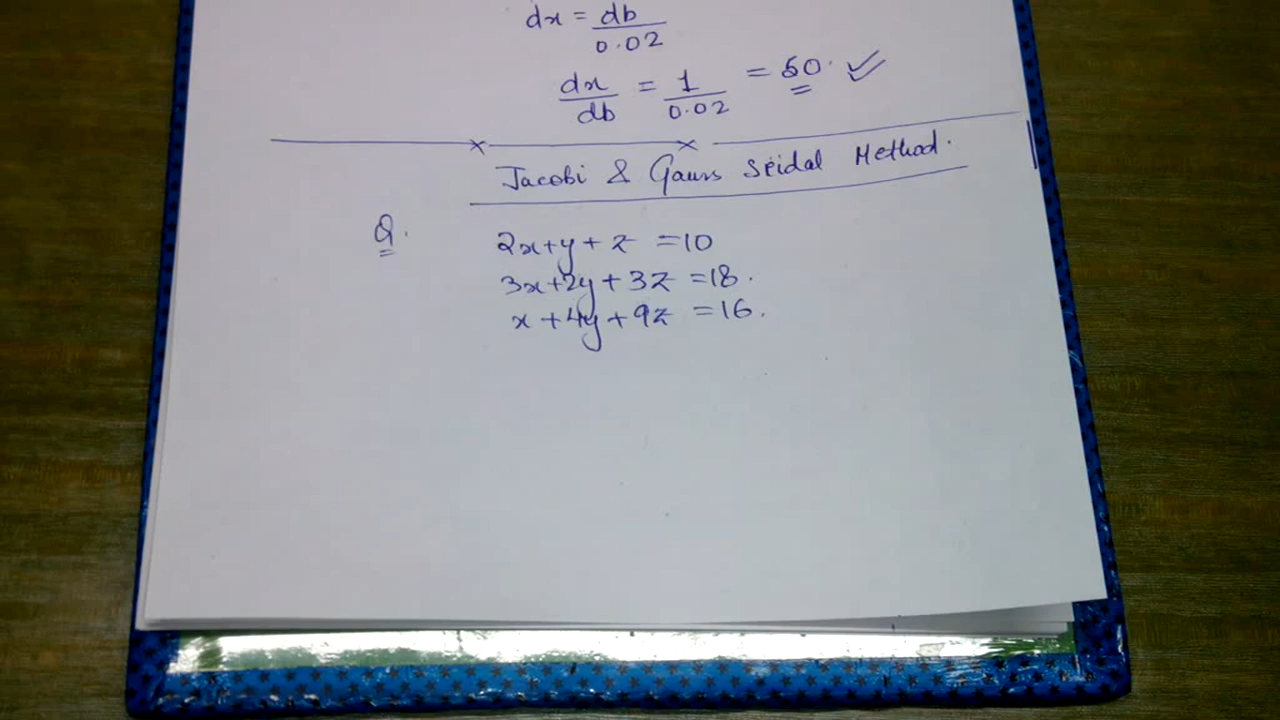 dx = db / 0.02
dx / db = 1 / 0.02 = 50.
Jacobi & Gauss Seidal Method.
Q.
2x+y+z =10
3x+2y+3z =18.
x+4y+9z =16.